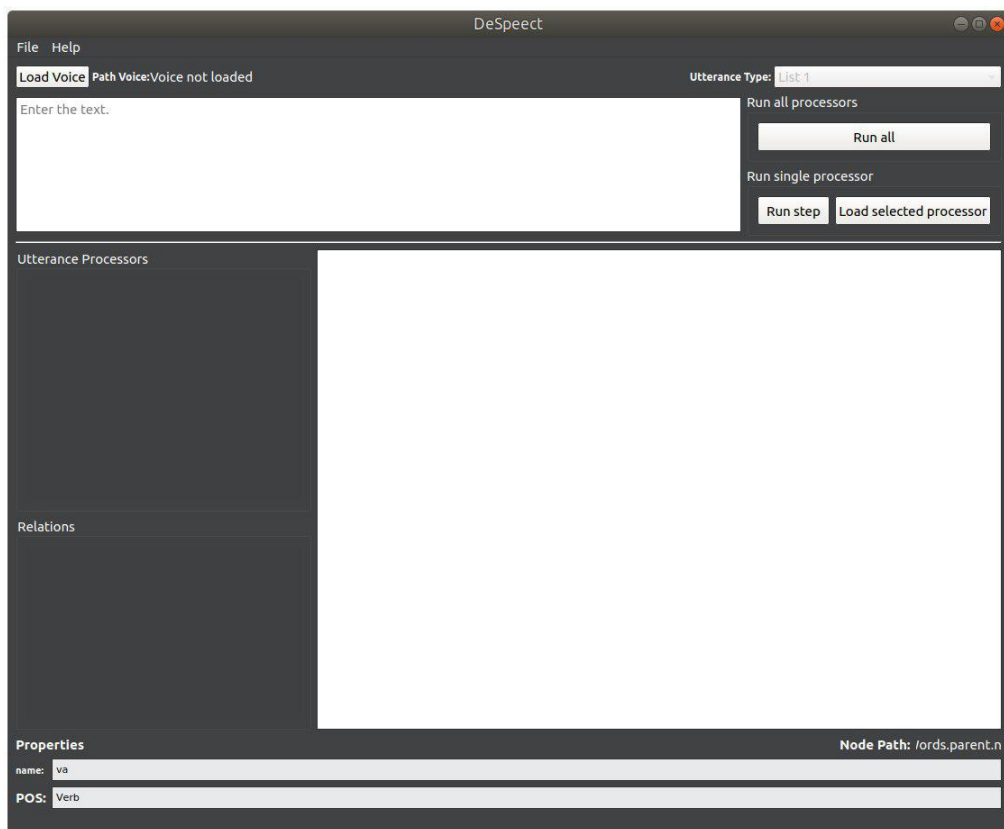 DeSpeect
File Help
Load Voice Path Voice:Voice not loaded Utterance Type: List 1
Enter the text.
Run all processors
Run all
Run single processor
Run step Load selected processor
Utterance Processors
Relations
Properties Node Path: /ords.parent.n
name: va
POS: Verb